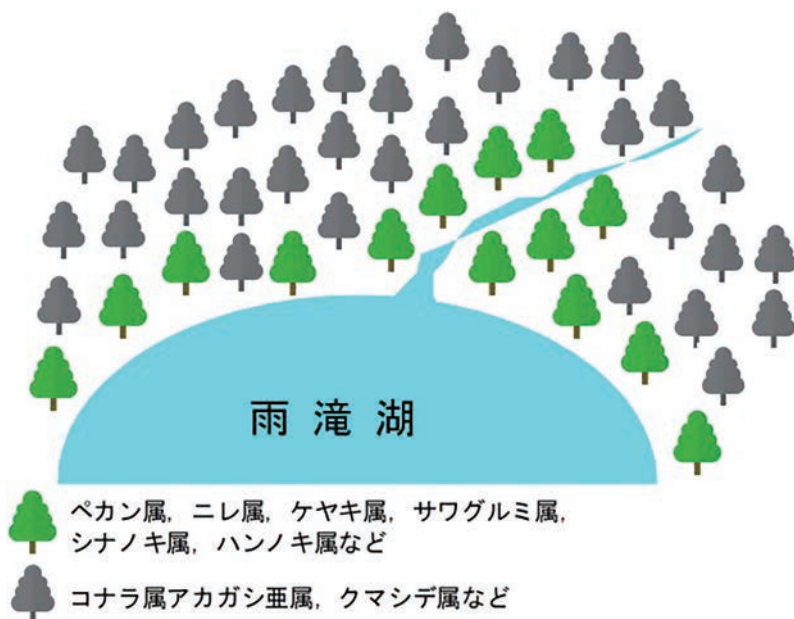 雨滝湖
ペカン属，ニレ属，ケヤキ属，サワグルミ属，
シナノキ属，ハンノキ属など
コナラ属アカガシ亜属，クマシデ属など